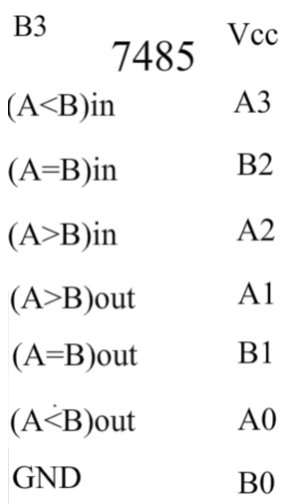 B3 7485 Vcc
(A<B)in A3
(A=B)in B2
(A>B)in A2
(A>B)out A1
(A=B)out B1
(A<B)out A0
GND B0